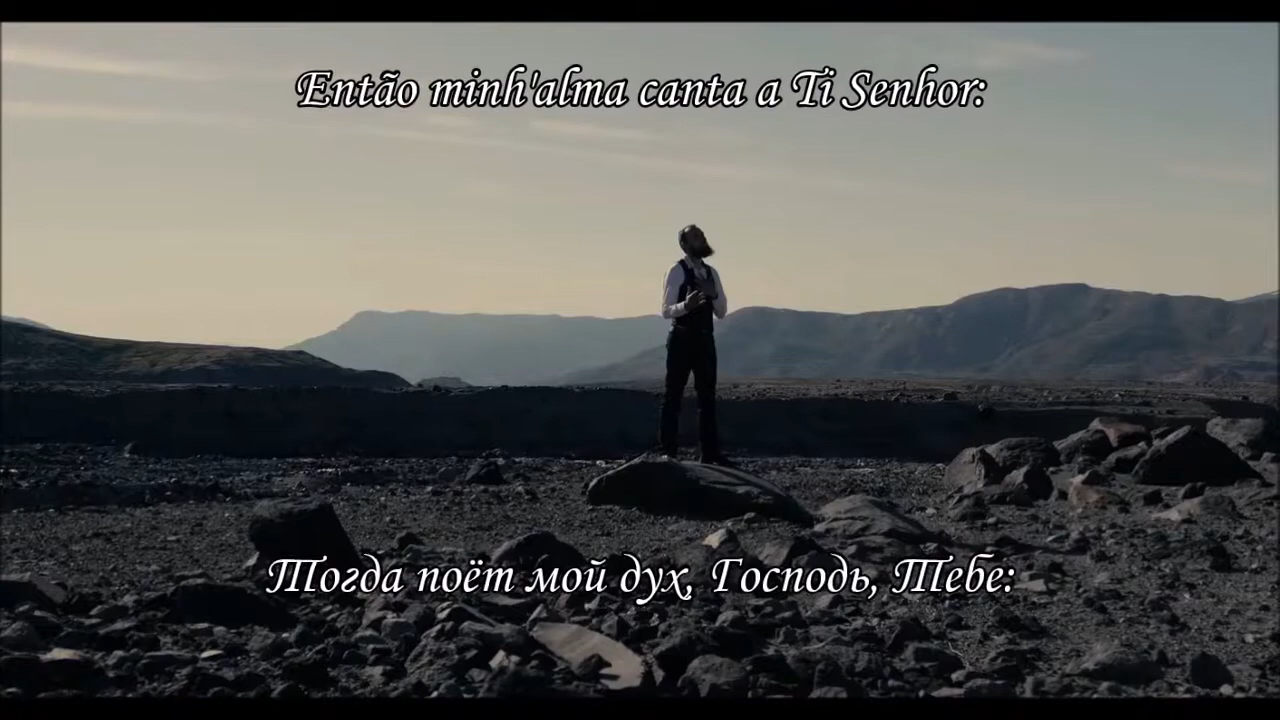 Então minh'alma canta a Ti Senhor:
Тогда поёт мой дух, Господь, Тебе: